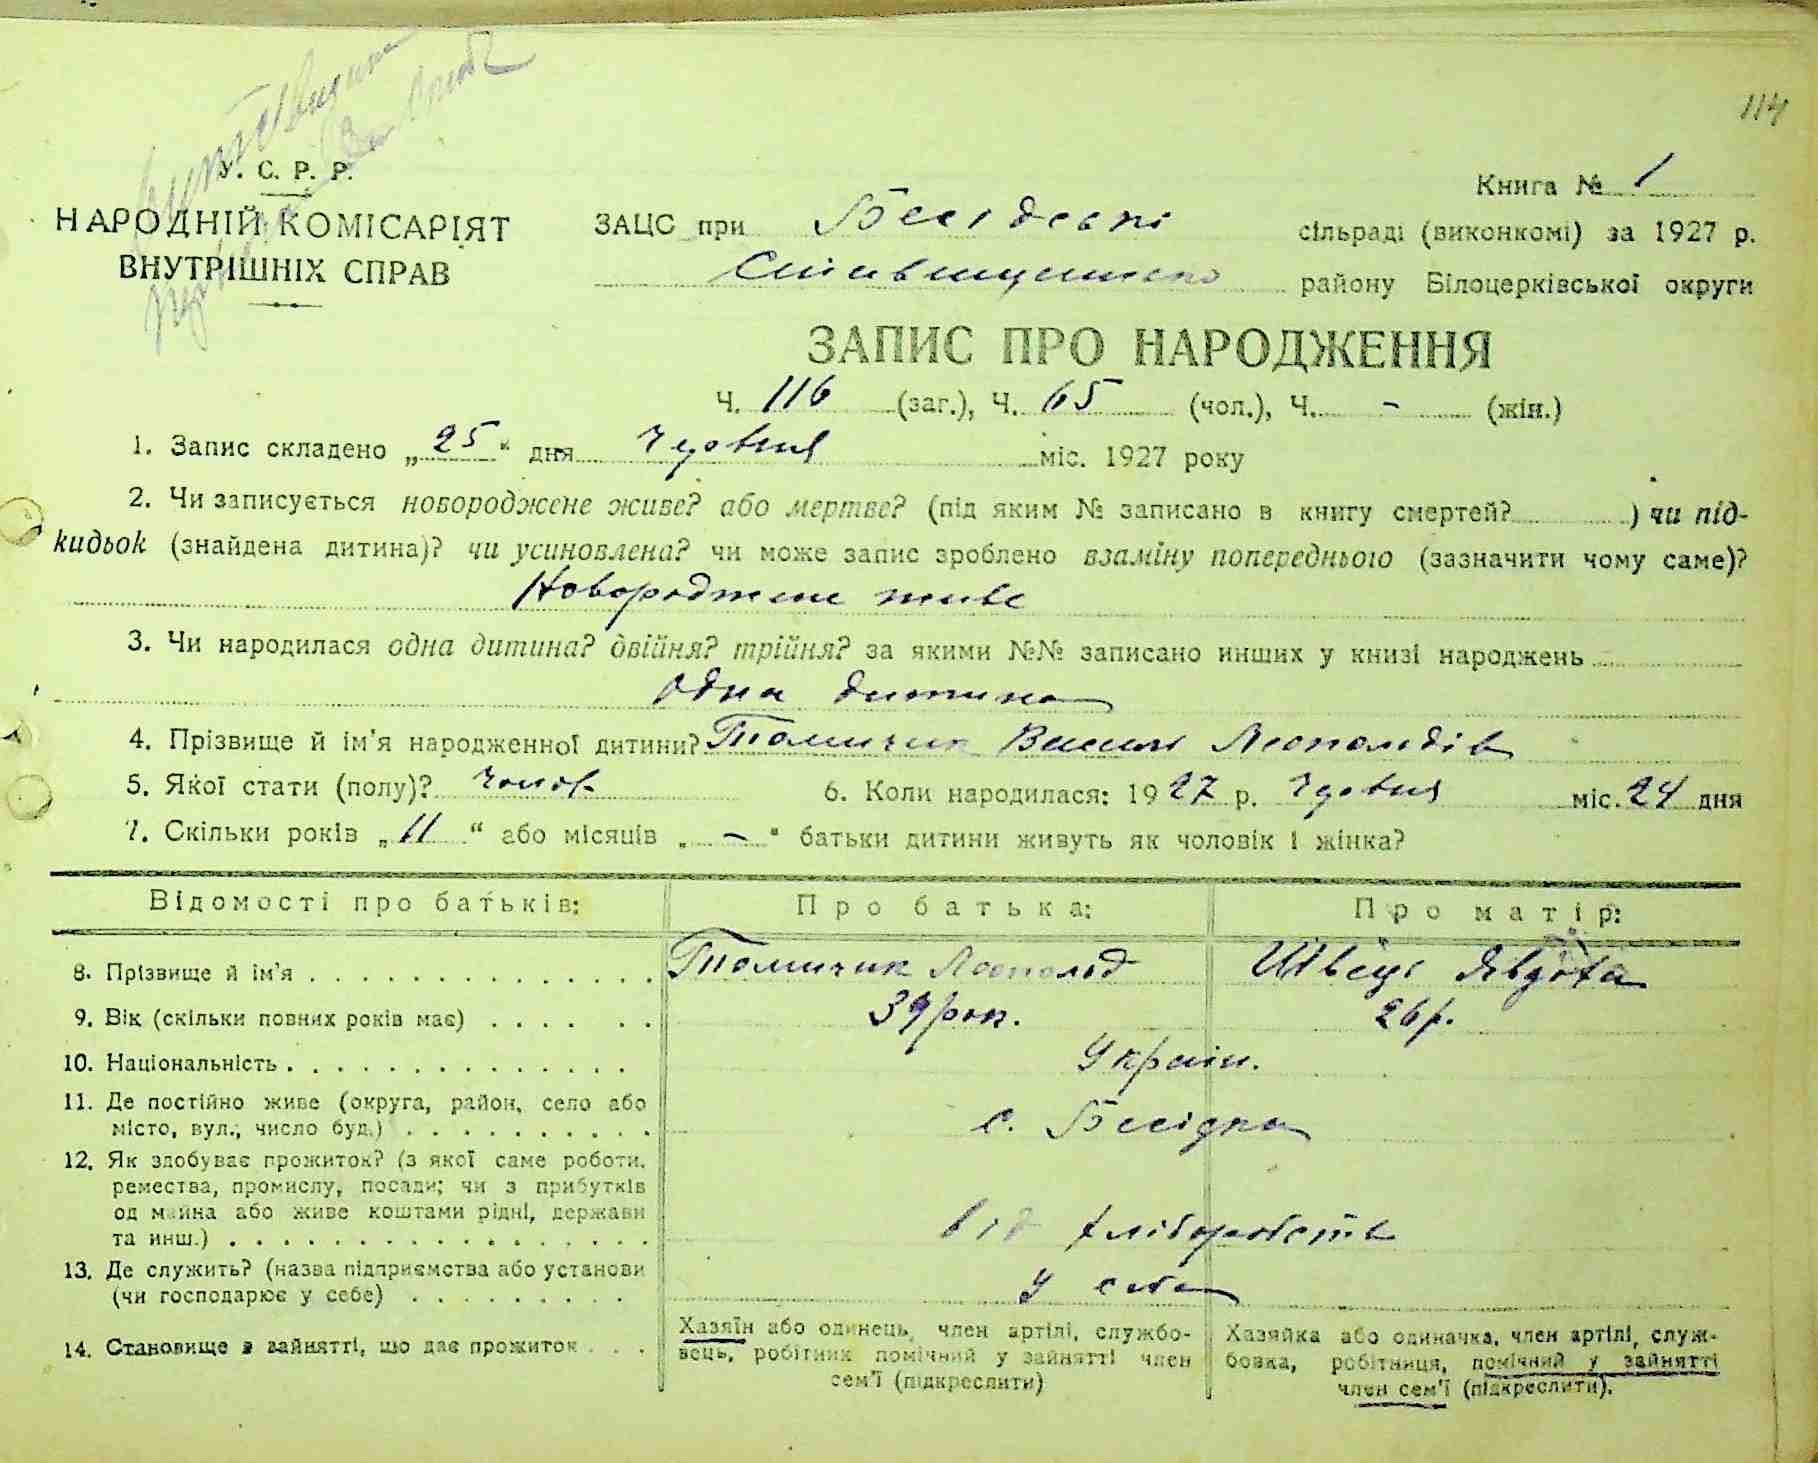 114
У. С. Р. Р.
НАРОДНІЙ КОМІСАРІЯТ
ВНУТРІШНІХ СПРАВ
Книга № 1
ЗАЦС при Бесідські сільраді (виконкомі) за 1927 р.
Ставищенсько району Білоцерківської округи
ЗАПИС ПРО НАРОДЖЕННЯ
Ч. 116 (заг.), Ч. 65 (чол.), Ч. - (жін.)
1. Запис складено „25“ дня Червня міс. 1927 року
2. Чи записується новороджене живе? або мертве? (під яким № записано в книгу смертей? ) чи під-
кидьок (знайдена дитина)? чи усиновлена? чи може запис зроблено взаміну попереднього (зазначити чому саме)?
Новороджене живе
3. Чи народилася одна дитина? двійня? трійня? за якими №№ записано инших у книзі народжень
Одна дитина
4. Прізвище й ім'я народженної дитини? Томичик Василь Леопольдів
5. Якої стати (полу)? Чолов. 6. Коли народилася: 1927 р. Червня міс. 24 дня
7. Скільки років „11“ або місяців „-“ батьки дитини живуть як чоловік і жінка?
Відомості про батьків: Про батька: Про матір:
8. Прізвище й ім'я . . . Томичик Леопольд Швець Явдоха
9. Вік (скільки повних років має) . . . 39 рок. 26 р.
10. Національність . . . Україн.
11. Де постійно живе (округа, район, село або
місто, вул., число буд.) . . . с. Бесідка
12. Як здобуває прожиток? (з якої саме роботи,
ремества, промислу, посади; чи з прибутків
од майна або живе коштами рідні, держави
та инш.) . . . від хліборобств
13. Де служить? (назва підприємства або установи
(чи господарює у себе) . . . у себе
14. Становище в зайнятті, що дає прожиток . . .
Хазяїн або одинець, член артілі, службо-
вець, робітник помічний у зайнятті член
сем'ї (підкреслити)
Хазяйка або одиначка, член артілі, служ-
бовка, робітниця, помічний у зайнятті
член сем'ї (підкреслити).